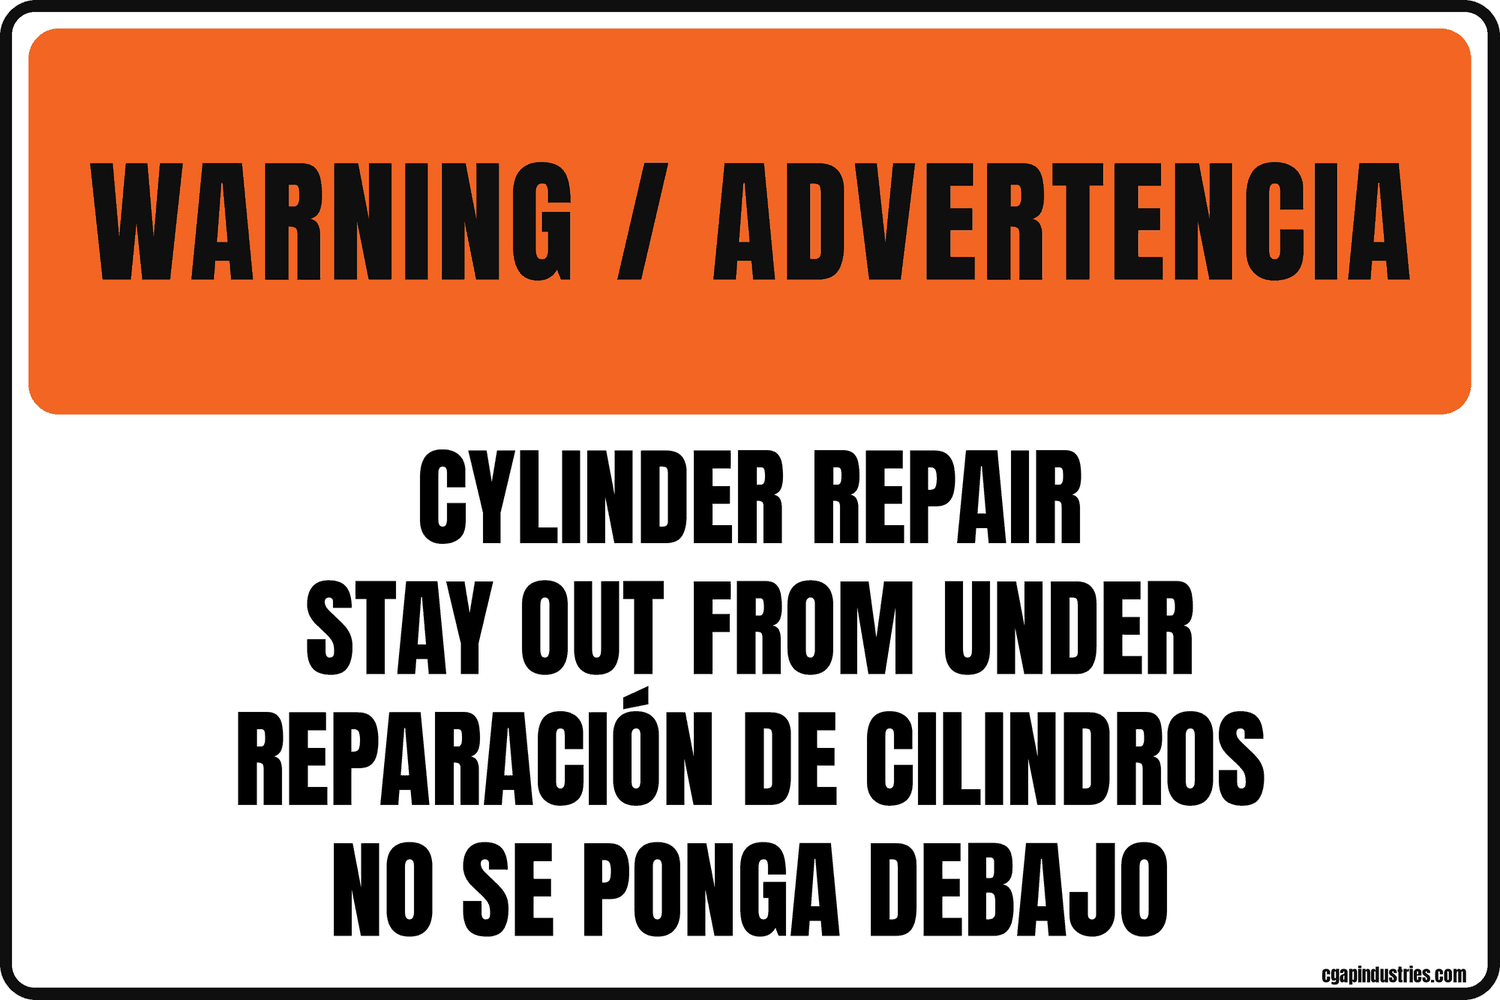 WARNING / ADVERTENCIA
CYLINDER REPAIR
STAY OUT FROM UNDER
REPARACIÓN DE CILINDROS
NO SE PONGA DEBAJO
cgapindustries.com